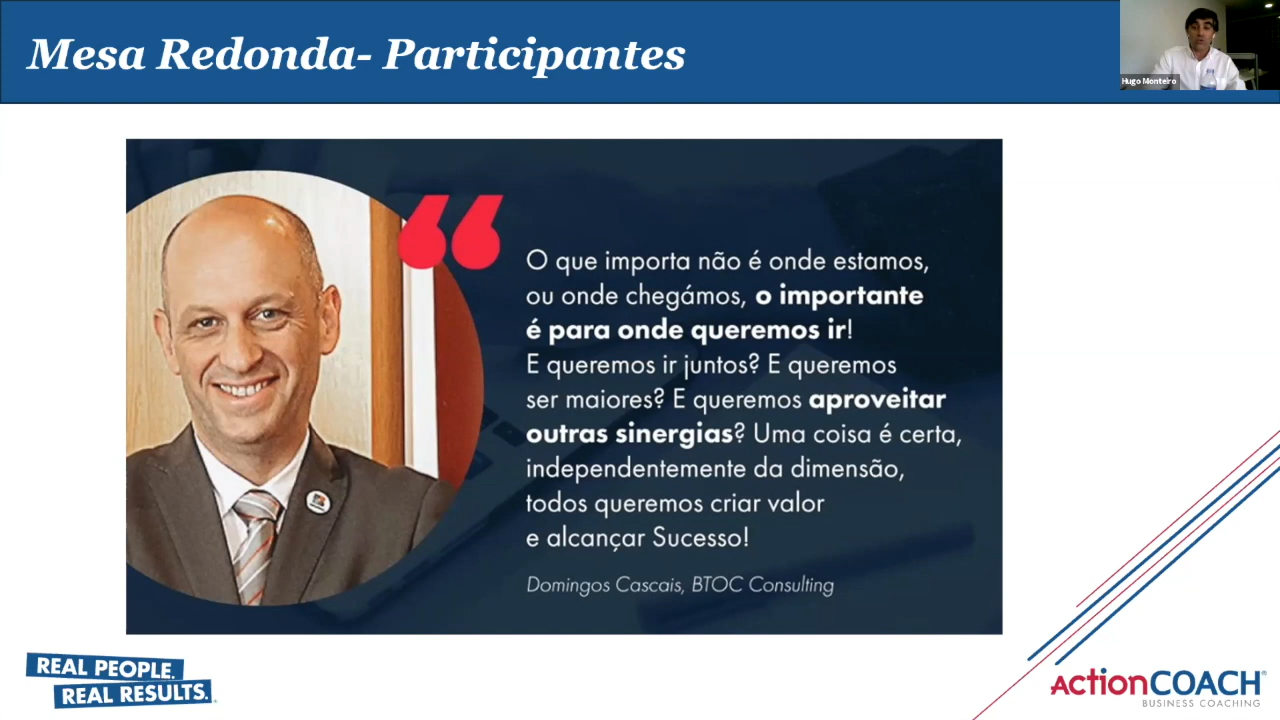 Mesa Redonda- Participantes
Hugo Monteiro
O que importa não é onde estamos,
ou onde chegámos, o importante
é para onde queremos ir!
E queremos ir juntos? E queremos
ser maiores? E queremos aproveitar
outras sinergias? Uma coisa é certa,
independentemente da dimensão,
todos queremos criar valor
e alcançar Sucesso!
Domingos Cascais, BTOC Consulting
REAL PEOPLE.
REAL RESULTS.
ActionCOACH®
BUSINESS COACHING